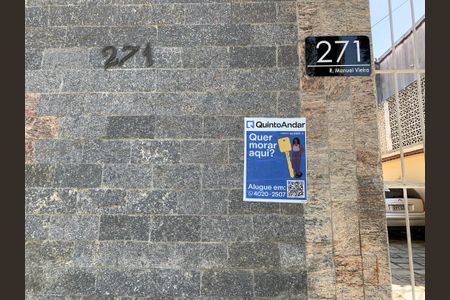 271
271
R. Manuel Vieira
QuintoAndar
Quer
morar
aqui?
Alugue em:
4020-2507